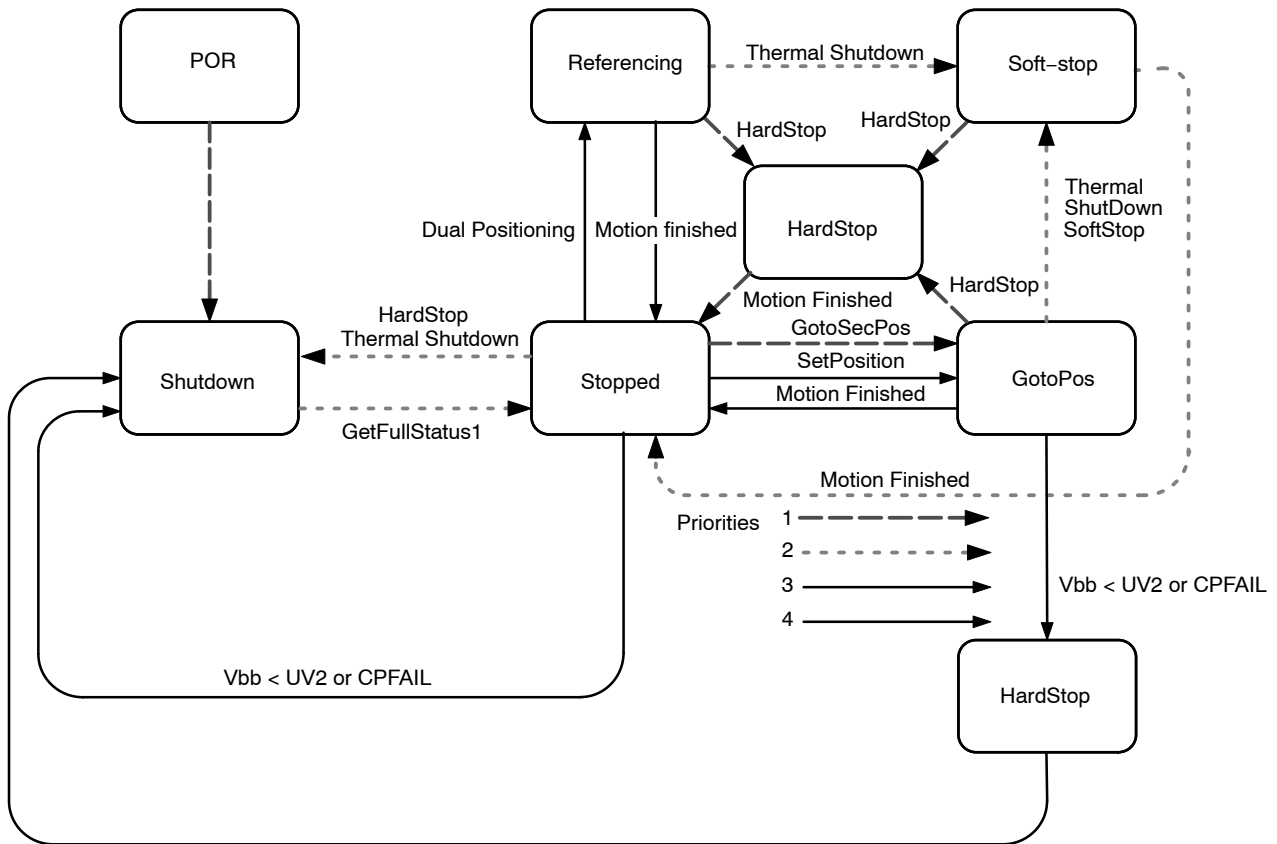 POR
Referencing
Thermal Shutdown
Soft−stop
HardStop
HardStop
Thermal
ShutDown
SoftStop
Dual Positioning
Motion finished
HardStop
HardStop
Motion Finished
HardStop
Thermal Shutdown
GotoSecPos
SetPosition
Motion Finished
Shutdown
Stopped
GotoPos
GetFullStatus1
Motion Finished
Priorities
1
2
3
4
Vbb < UV2 or CPFAIL
Vbb < UV2 or CPFAIL
HardStop